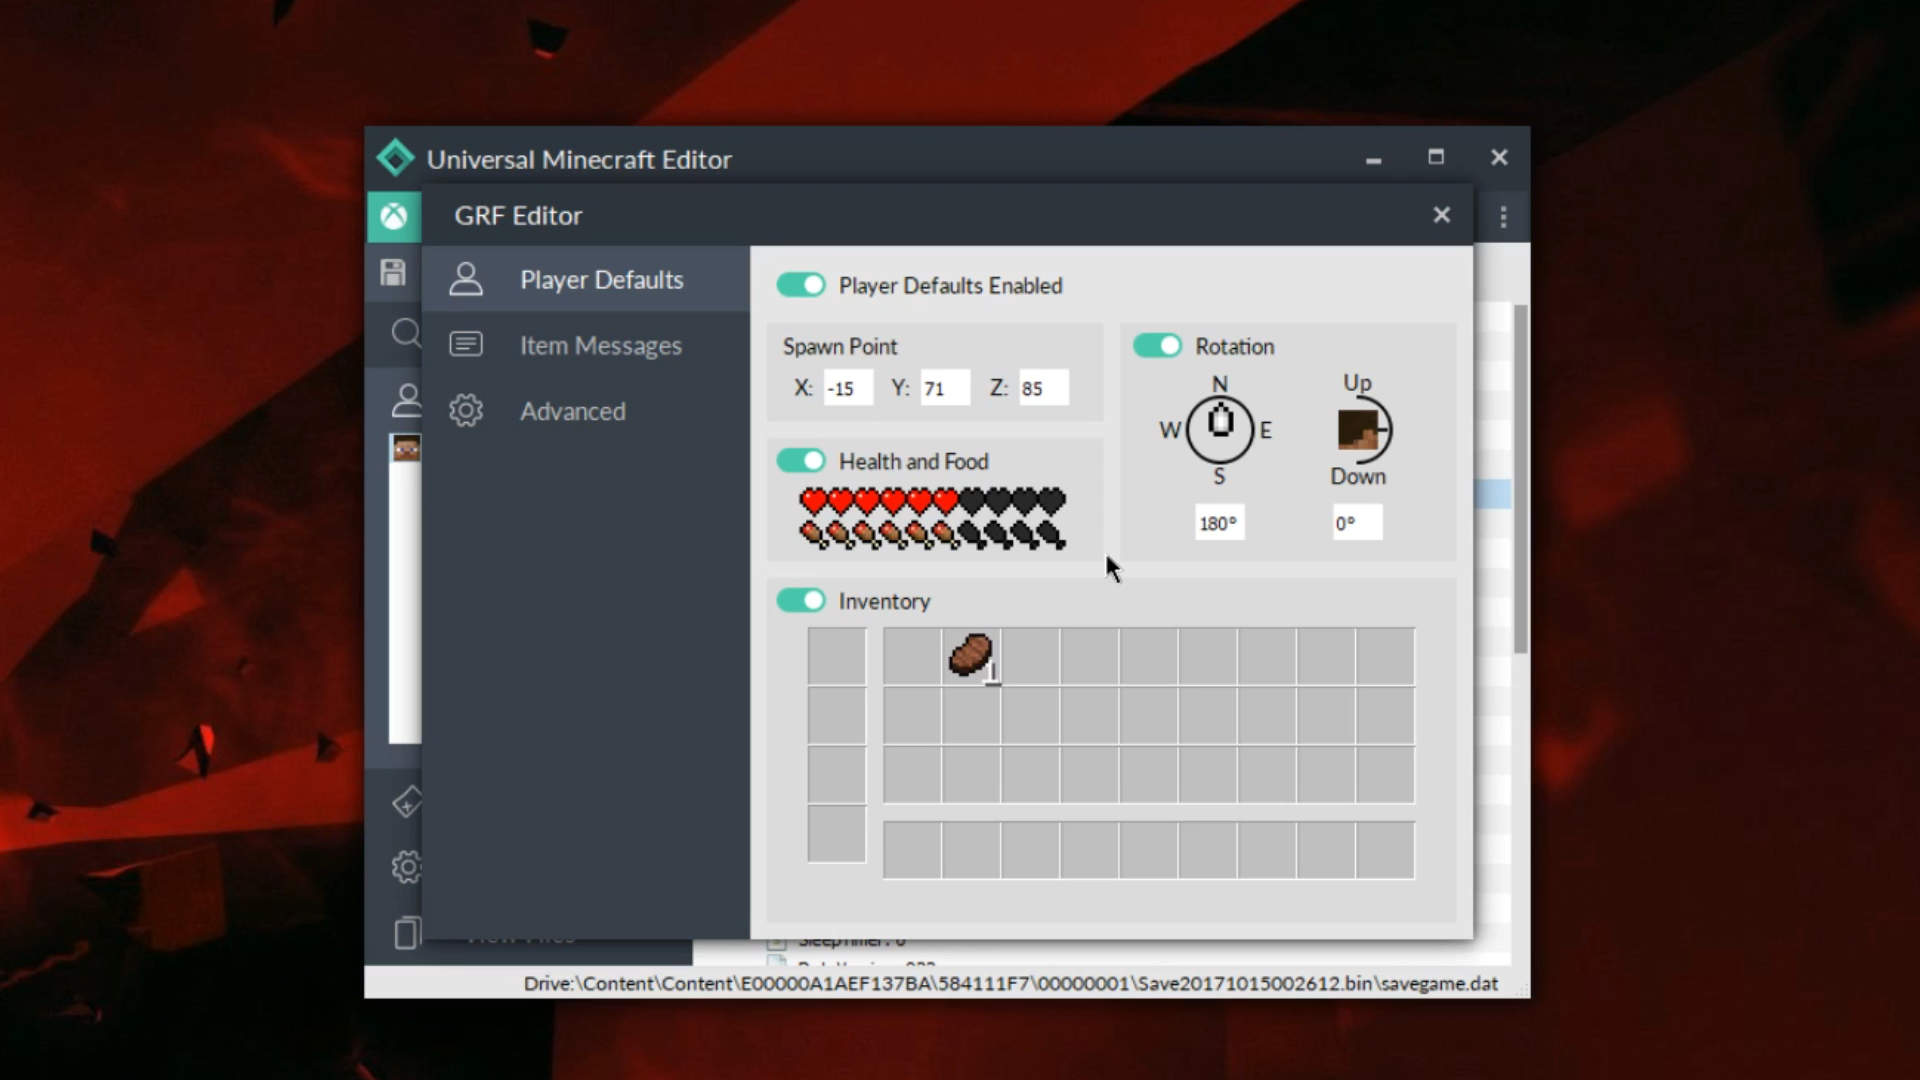 Universal Minecraft Editor
GRF Editor
Player Defaults
Item Messages
Advanced
Player Defaults Enabled
Spawn Point
X: -15 Y: 71 Z: 85
Rotation
N
W E
S
180°
Up
Down
0°
Health and Food
Inventory
1
Drive:\Content\Content\E00000A1AEF137BA\584111F7\00000001\Save20171015002612.bin\savegame.dat